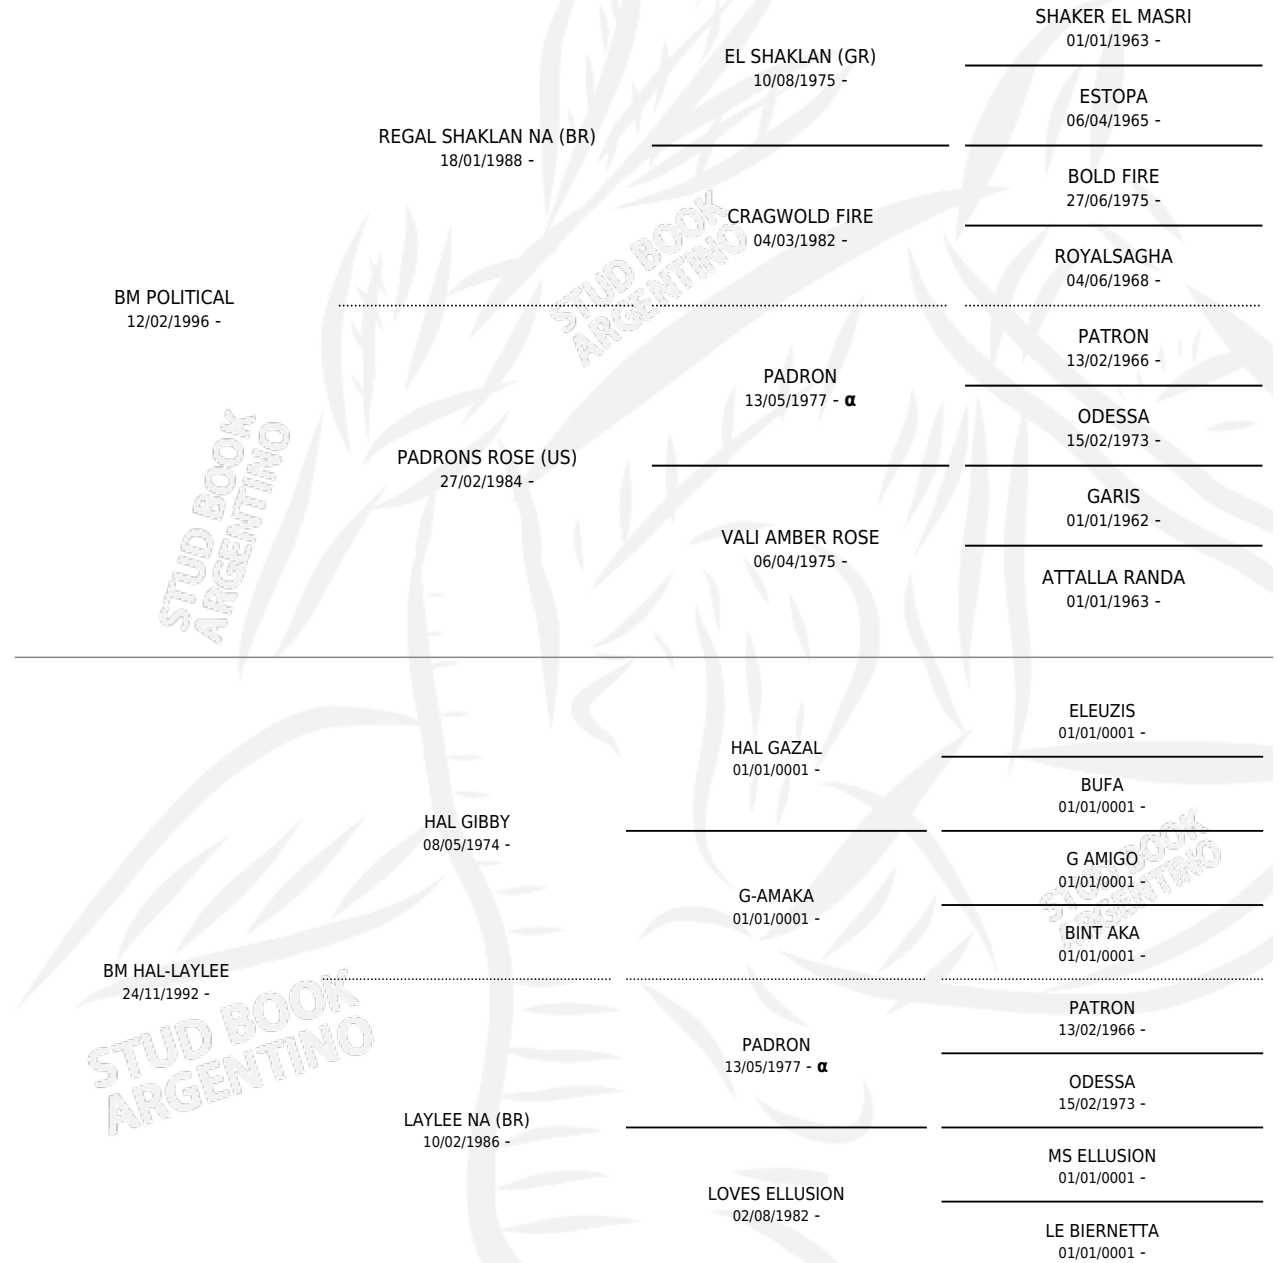 SHAKER EL MASRI
01/01/1963 -
EL SHAKLAN (GR)
10/08/1975 -
ESTOPA
06/04/1965 -
REGAL SHAKLAN NA (BR)
18/01/1988 -
BOLD FIRE
27/06/1975 -
CRAGWOLD FIRE
04/03/1982 -
ROYALSAGHA
04/06/1968 -
BM POLITICAL
12/02/1996 -
STUD BOOK
ARGENTINO
PATRON
13/02/1966 -
PADRON
13/05/1977 - α
ODESSA
15/02/1973 -
PADRONS ROSE (US)
27/02/1984 -
GARIS
01/01/1962 -
VALI AMBER ROSE
06/04/1975 -
ATTALLA RANDA
01/01/1963 -
STUD BOOK
ARGENTINO
ELEUZIS
01/01/0001 -
HAL GAZAL
01/01/0001 -
BUFA
01/01/0001 -
HAL GIBBY
08/05/1974 -
G AMIGO
01/01/0001 -
G-AMAKA
01/01/0001 -
BINT AKA
01/01/0001 -
STUD BOOK
ARGENTINO
BM HAL-LAYLEE
24/11/1992 -
STUD BOOK
ARGENTINO
PATRON
13/02/1966 -
PADRON
13/05/1977 - α
ODESSA
15/02/1973 -
LAYLEE NA (BR)
10/02/1986 -
MS ELLUSION
01/01/0001 -
LOVES ELLUSION
02/08/1982 -
LE BIERNETTA
01/01/0001 -